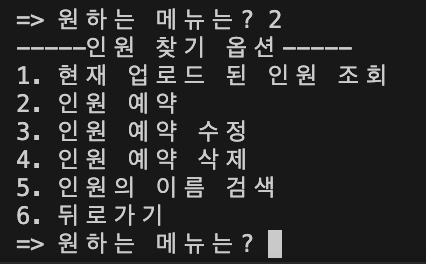 => 원하는 메뉴는? 2
-----인원 찾기 옵션-----
1. 현재 업로드 된 인원 조회
2. 인원 예약
3. 인원 예약 수정
4. 인원 예약 삭제
5. 인원의 이름 검색
6. 뒤로가기
=> 원하는 메뉴는?